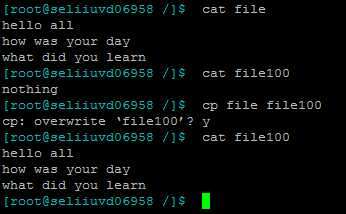 [root@seliiuvd06958 /]$ cat file
hello all
how was your day
what did you learn
[root@seliiuvd06958 /]$ cat file100
nothing
[root@seliiuvd06958 /]$ cp file file100
cp: overwrite ‘file100’? y
[root@seliiuvd06958 /]$ cat file100
hello all
how was your day
what did you learn
[root@seliiuvd06958 /]$